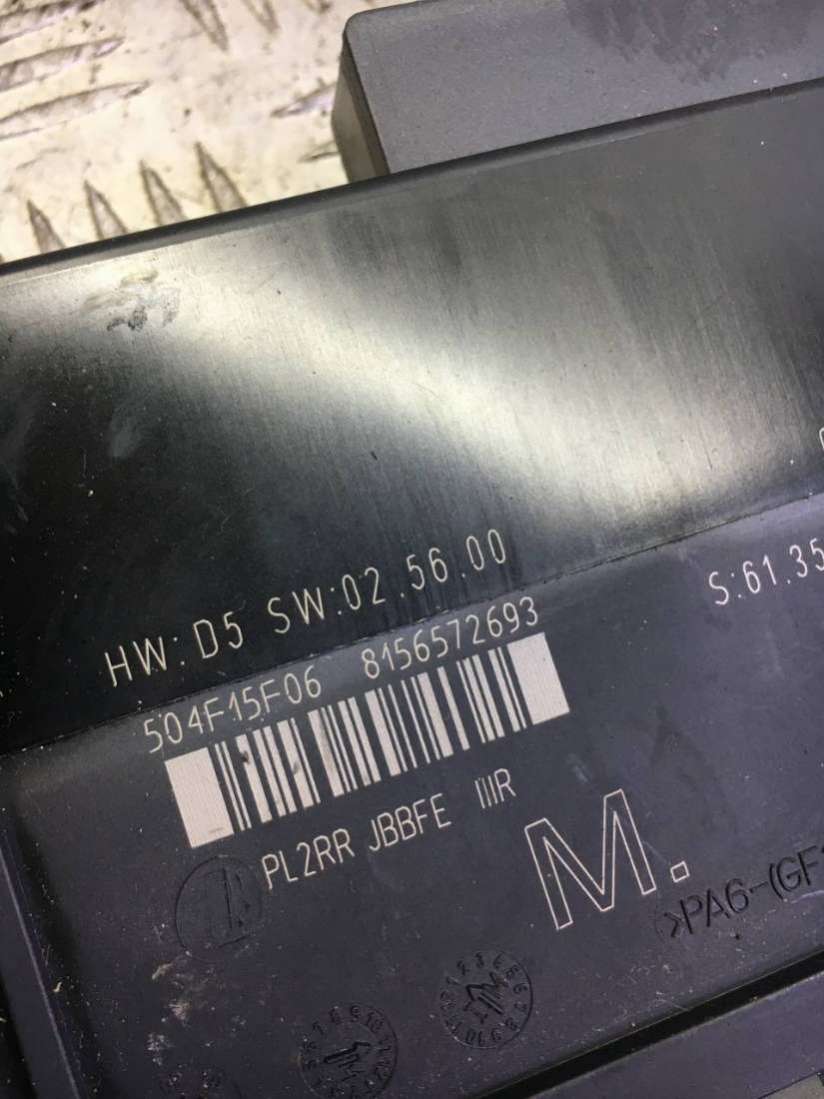 HW: D5 SW:02.56.00
S:61.35
504F15F06 8156572693
PL2RR JBBFE IIIR
M.
>PA6-(GF